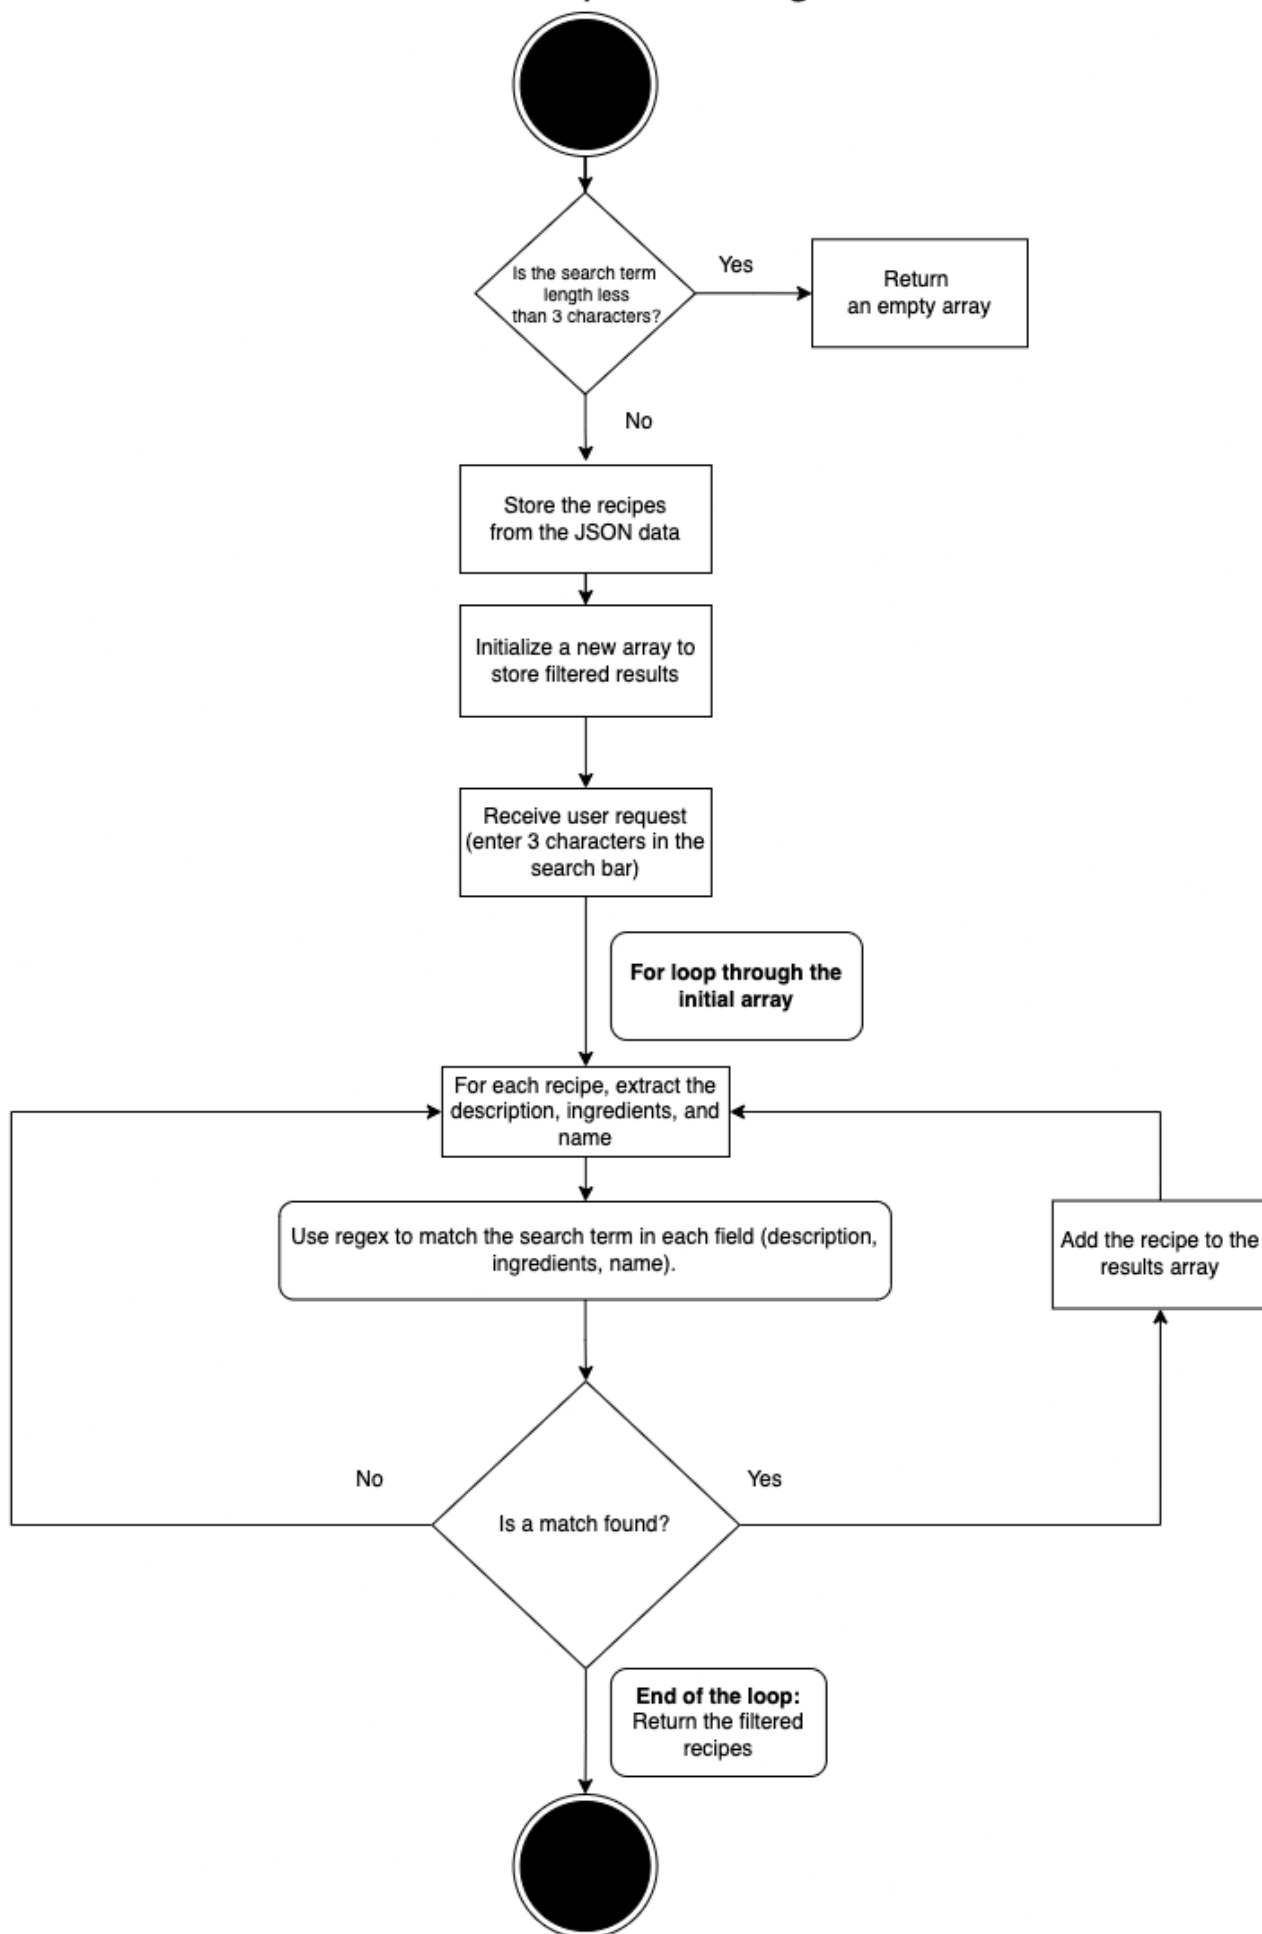 Is the search term
length less
than 3 characters?
Yes
Return
an empty array
No
Store the recipes
from the JSON data
Initialize a new array to
store filtered results
Receive user request
(enter 3 characters in the
search bar)
For loop through the
initial array
For each recipe, extract the
description, ingredients, and
name
Use regex to match the search term in each field (description,
ingredients, name).
Add the recipe to the
results array
No
Yes
Is a match found?
End of the loop:
Return the filtered
recipes